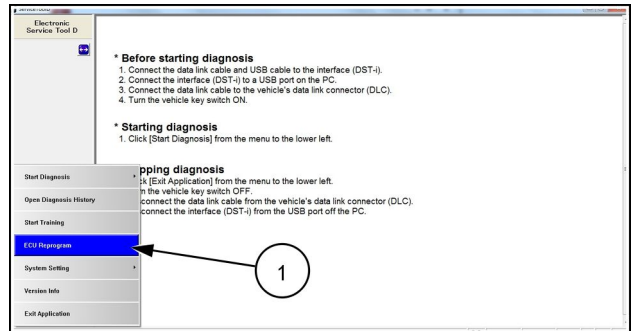 Electronic
Service Tool D
* Before starting diagnosis
1. Connect the data link cable and USB cable to the interface (DST-i).
2. Connect the interface (DST-i) to a USB port on the PC.
3. Connect the data link cable to the vehicle's data link connector (DLC).
4. Turn the vehicle key switch ON.
* Starting diagnosis
1. Click [Start Diagnosis] from the menu to the lower left.
pping diagnosis
ck [Exit Application] from the menu to the lower left.
n the vehicle key switch OFF.
connect the data link cable from the vehicle's data link connector (DLC).
connect the interface (DST-i) from the USB port off the PC.
Start Diagnosis
Open Diagnosis History
Start Training
ECU Reprogram
System Setting
Version Info
Exit Application
1